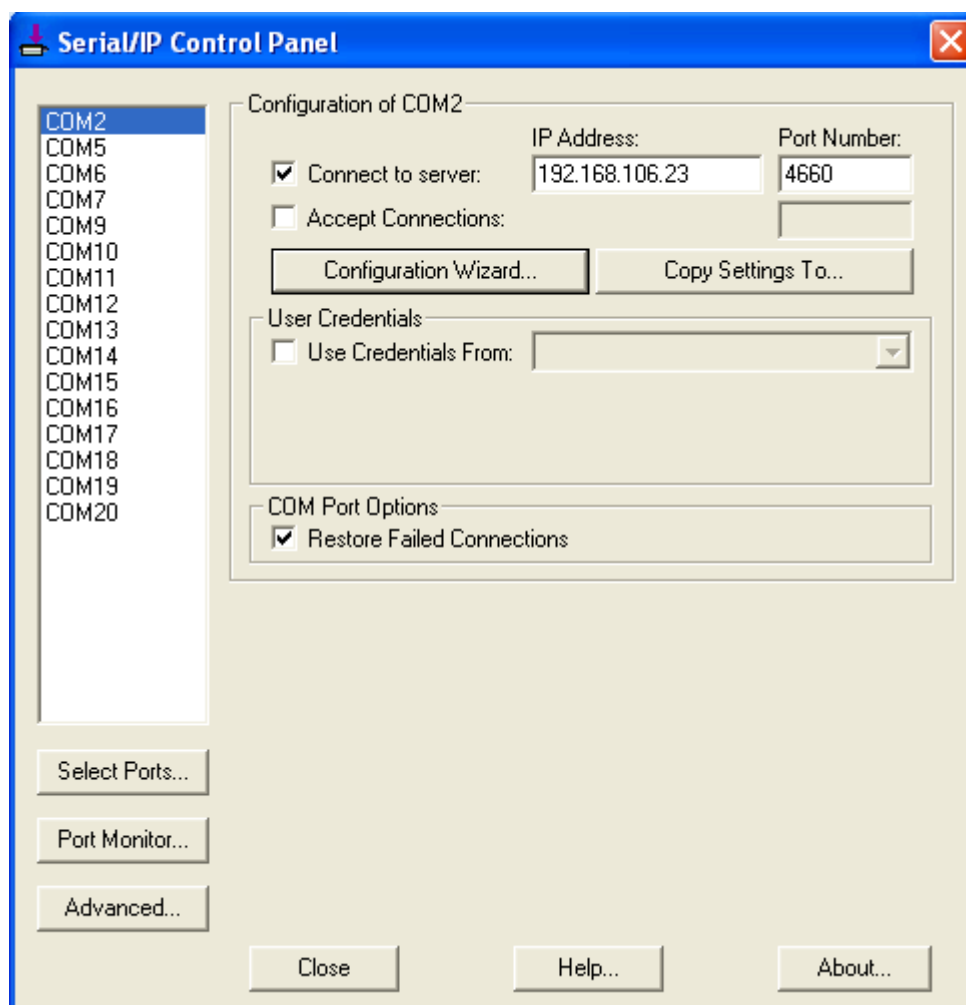 Serial/IP Control Panel
COM2
COM5
COM6
COM7
COM9
COM10
COM11
COM12
COM13
COM14
COM15
COM16
COM17
COM18
COM19
COM20
Select Ports...
Port Monitor...
Advanced...
Configuration of COM2
IP Address: Port Number:
Connect to server: 192.168.106.23 4660
Accept Connections:
Configuration Wizard... Copy Settings To...
User Credentials
Use Credentials From:
COM Port Options
Restore Failed Connections
Close Help... About...